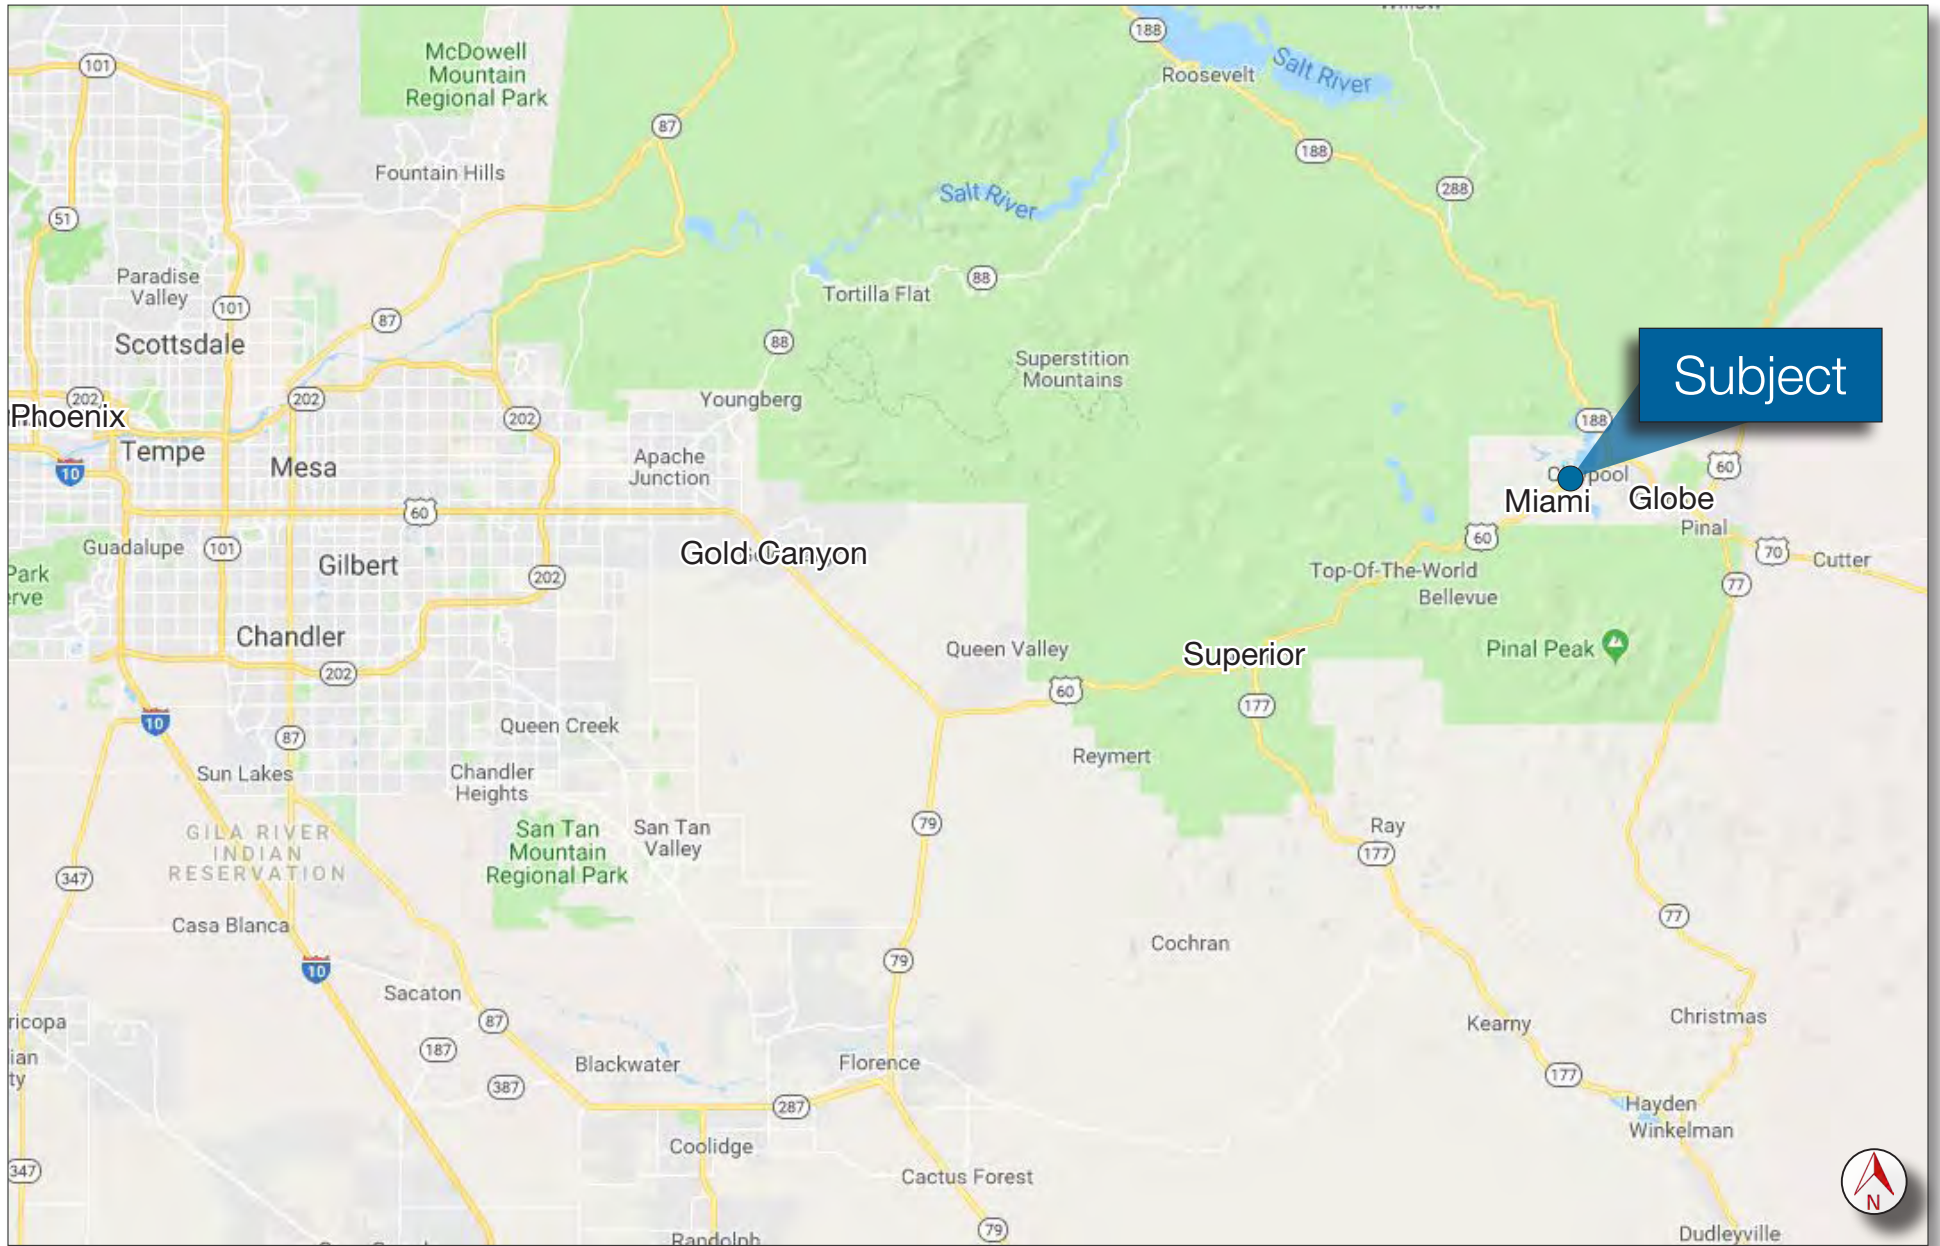 188
McDowell
Mountain
Regional Park
101
Roosevelt
Salt River
87
188
Fountain Hills
288
Salt River
51
Paradise
Valley
88
Tortilla Flat
101
87
Scottsdale
88
Superstition
Mountains
Subject
202
202
Youngberg
Phoenix
202
188
Tempe
Mesa
Apache
Junction
10
60
Miami
Globe
60
Pinal
60
Guadalupe
101
Gold Canyon
Gilbert
202
Top-Of-The-World
Bellevue
70
Cutter
77
Park
Chandler
202
Queen Valley
Superior
Pinal Peak
60
177
10
87
Queen Creek
Reymert
Sun Lakes
Chandler
Heights
GILA RIVER
INDIAN
RESERVATION
San Tan
Mountain
Regional Park
San Tan
Valley
79
Ray
177
347
Casa Blanca
77
Cochran
10
79
Sacaton
87
Kearny
Christmas
187
Blackwater
Florence
387
177
287
Hayden
Winkelman
Coolidge
Cactus Forest
347
79
N
Dudleyville
Randolph